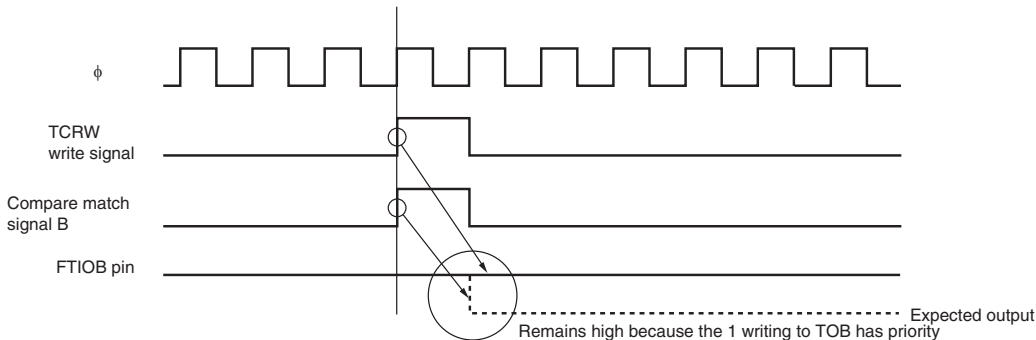 ϕ
TCRW
write signal
Compare match
signal B
FTIOB pin
Expected output
Remains high because the 1 writing to TOB has priority